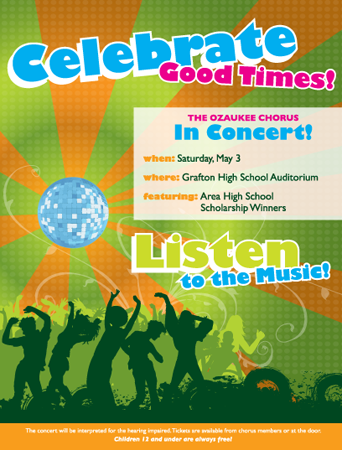 Celebrate
Good Times!
THE OZAUKEE CHORUS
In Concert!
when: Saturday, May 3
where: Grafton High School Auditorium
featuring: Area High School
Scholarship Winners
Listen
to the Music!
The concert will be interpreted for the hearing impaired. Tickets are available from chorus members or at the door.
Children 12 and under are always free!